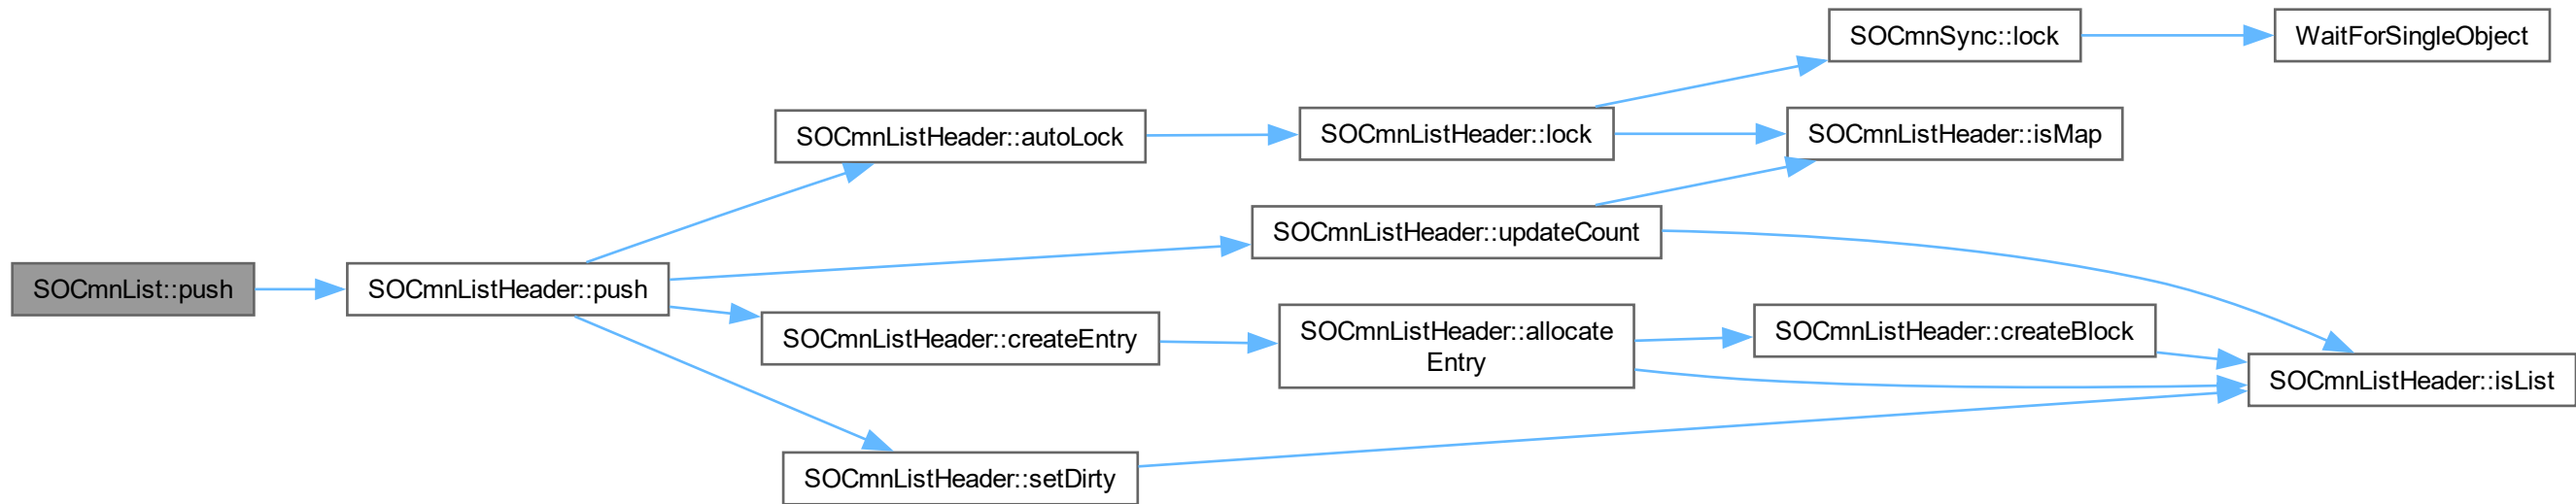 SOCmnList::push
SOCmnListHeader::push
SOCmnListHeader::autoLock
SOCmnListHeader::lock
SOCmnSync::lock
WaitForSingleObject
SOCmnListHeader::isMap
SOCmnListHeader::updateCount
SOCmnListHeader::createEntry
SOCmnListHeader::allocate
Entry
SOCmnListHeader::createBlock
SOCmnListHeader::isList
SOCmnListHeader::setDirty